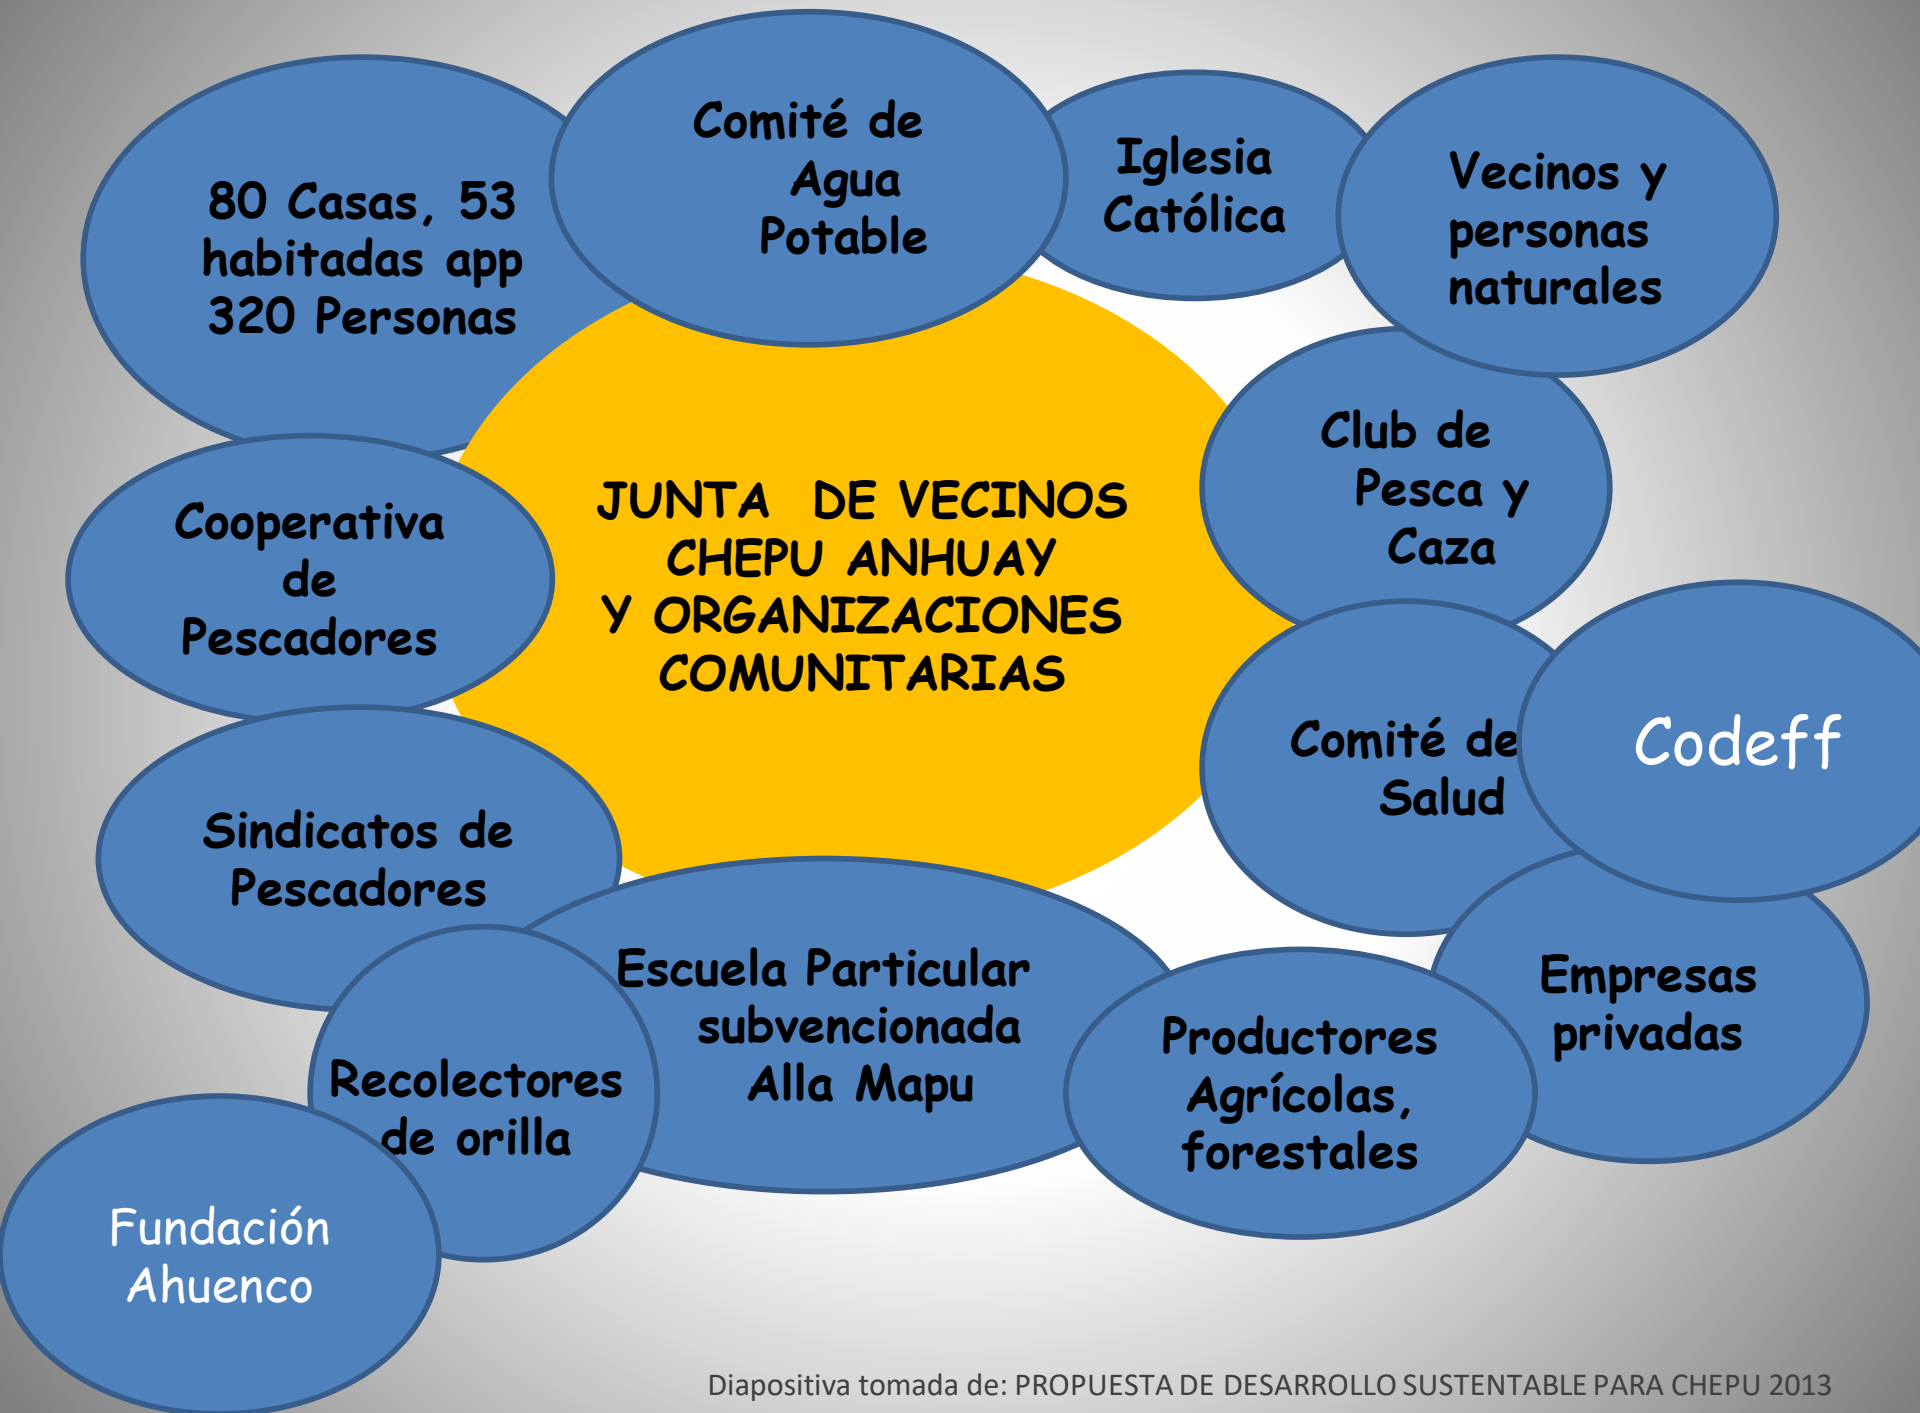 80 Casas, 53
habitadas app
320 Personas
Comité de
Agua
Potable
Iglesia
Católica
Vecinos y
personas
naturales
Club de
Pesca y
Caza
Cooperativa
de
Pescadores
JUNTA DE VECINOS
CHEPU ANHUAY
Y ORGANIZACIONES
COMUNITARIAS
Comité de
Salud
Codeff
Sindicatos de
Pescadores
Escuela Particular
subvencionada
Alla Mapu
Empresas
privadas
Productores
Agrícolas,
forestales
Recolectores
de orilla
Fundación
Ahuenco
Diapositiva tomada de: PROPUESTA DE DESARROLLO SUSTENTABLE PARA CHEPU 2013